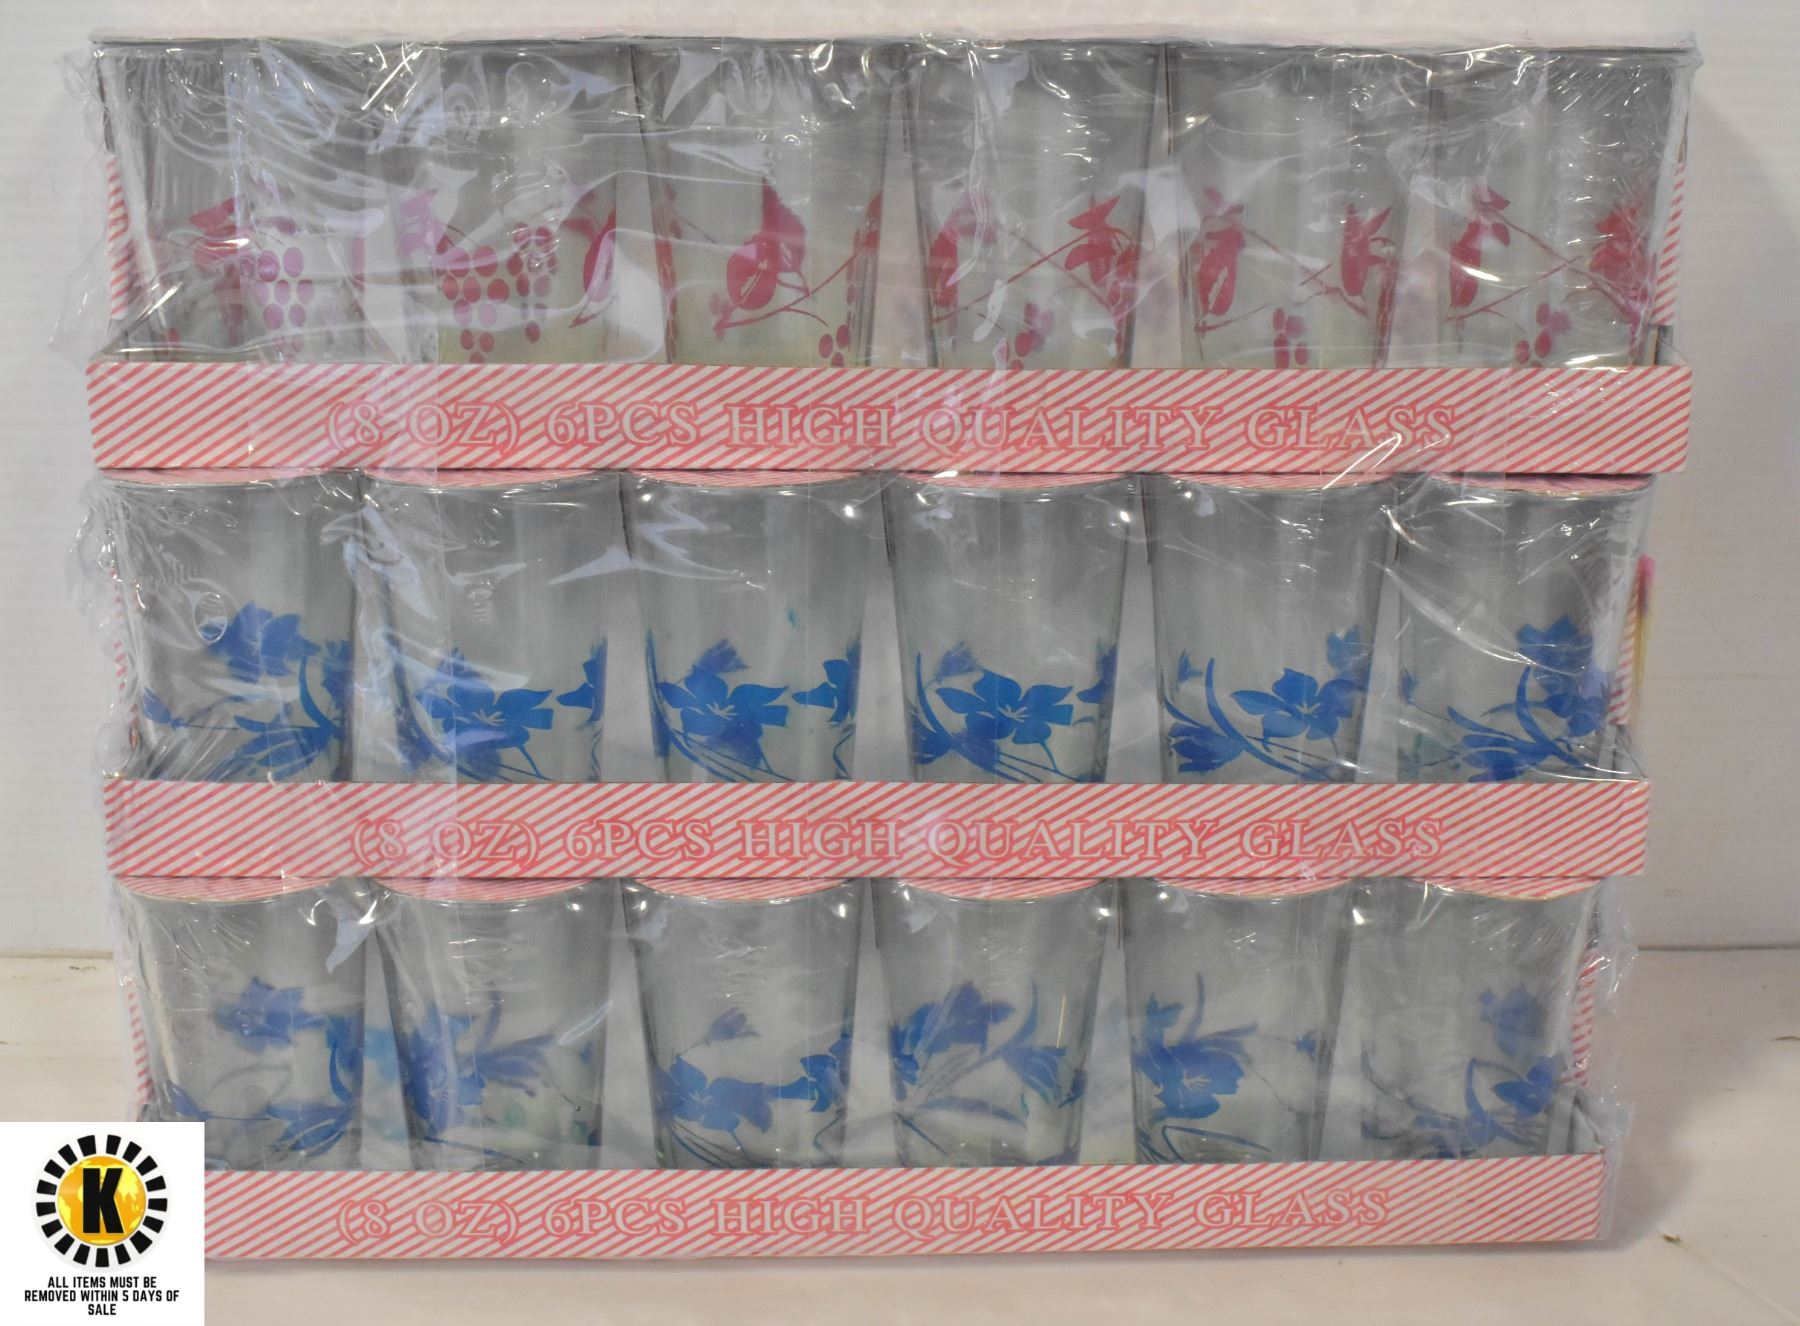 (8 OZ) 6PCS HIGH QUALITY GLASS
(8 OZ) 6PCS HIGH QUALITY GLASS
(8 OZ) 6PCS HIGH QUALITY GLASS
K
ALL ITEMS MUST BE
REMOVED WITHIN 5 DAYS OF
SALE